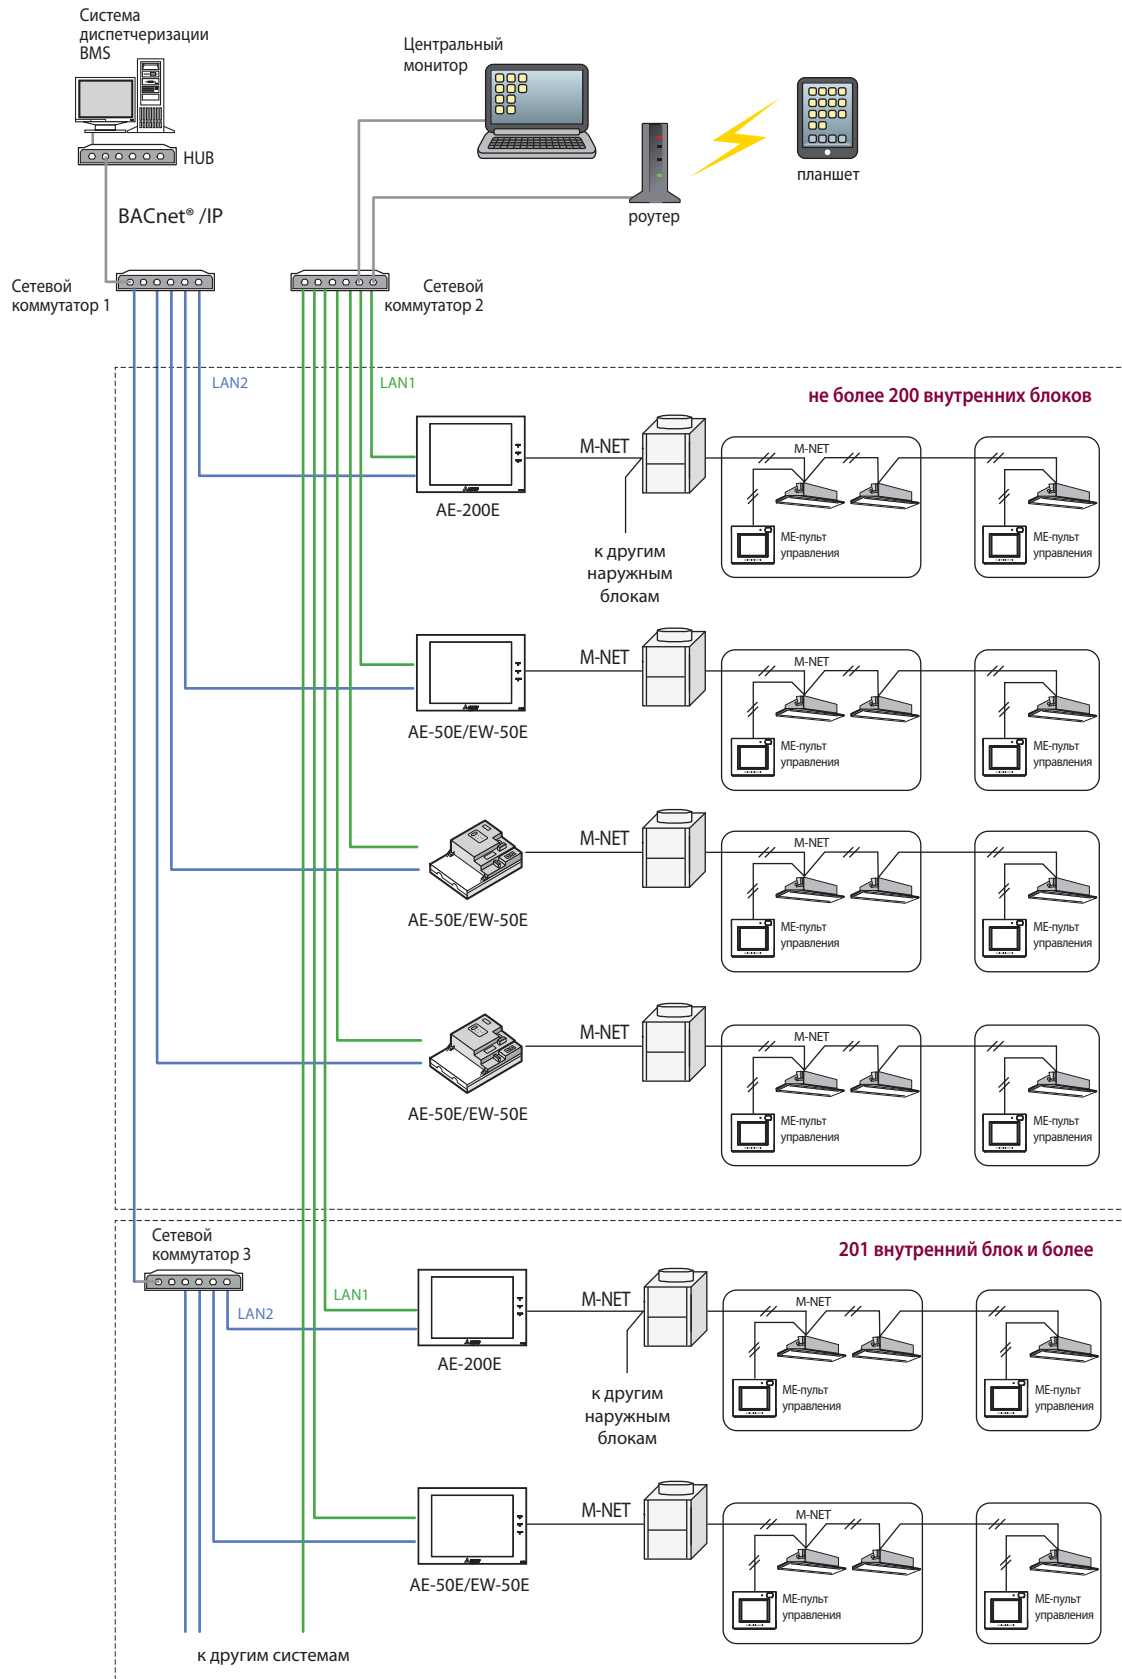 Система
диспетчеризации
BMS
HUB
BACnet® /IP
Центральный
монитор
роутер
планшет
Сетевой
коммутатор 1
Сетевой
коммутатор 2
LAN2
LAN1
не более 200 внутренних блоков
M-NET
M-NET
AE-200E
к другим
наружным
блокам
ME-пульт
управления
ME-пульт
управления
M-NET
M-NET
AE-50E/EW-50E
ME-пульт
управления
ME-пульт
управления
M-NET
M-NET
AE-50E/EW-50E
ME-пульт
управления
ME-пульт
управления
M-NET
M-NET
AE-50E/EW-50E
ME-пульт
управления
ME-пульт
управления
Сетевой
коммутатор 3
201 внутренний блок и более
LAN1
LAN2
M-NET
M-NET
AE-200E
к другим
наружным
блокам
ME-пульт
управления
ME-пульт
управления
M-NET
M-NET
AE-50E/EW-50E
ME-пульт
управления
ME-пульт
управления
к другим системам